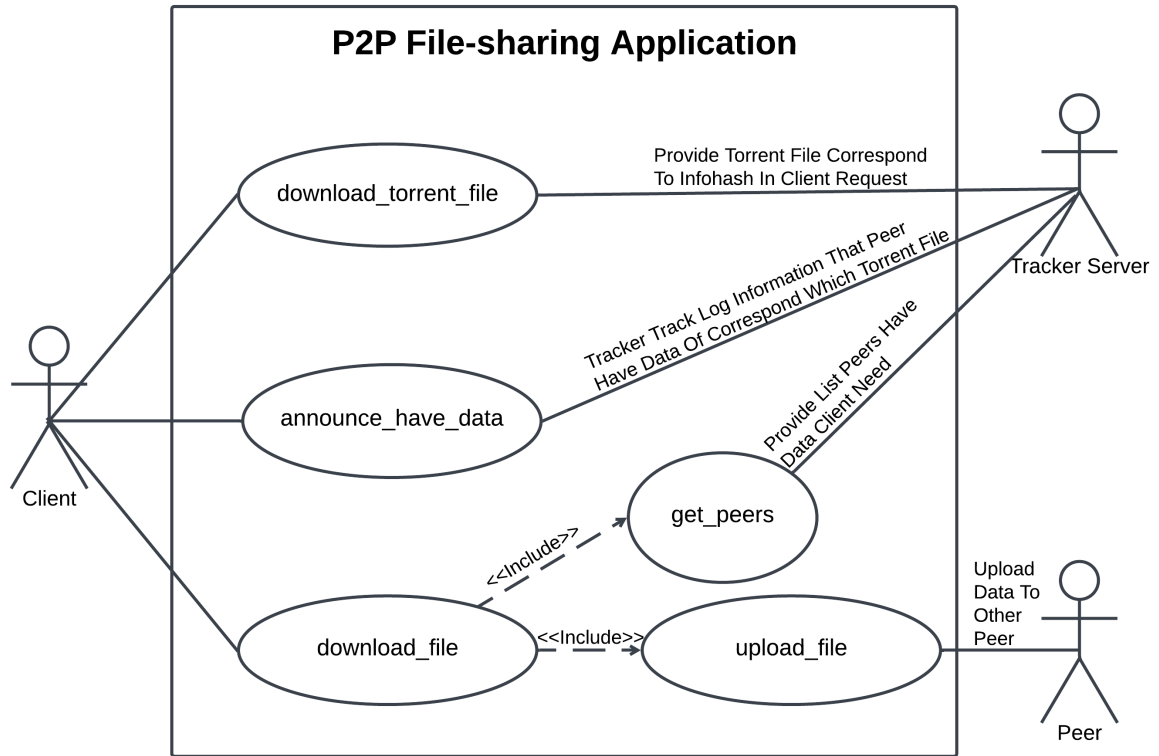 P2P File-sharing Application
Provide Torrent File Correspond
To Infohash In Client Request
download_torrent_file
Tracker Server
Tracker Track Log Information That Peer
Have Data Of Correspond Which Torrent File
announce_have_data
Provide List Peers Have
Data Client Need
Client
get_peers
<<Include>>
Upload
Data To
Other
Peer
download_file
<<Include>>
upload_file
Peer